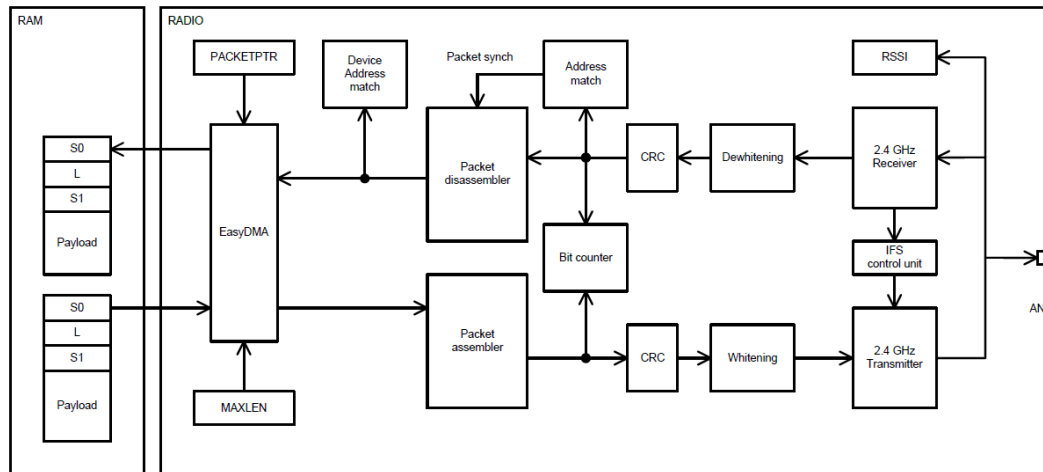 RAM
RADIO
PACKETPTR
Device
Address
match
Packet synch
Address
match
RSSI
S0
L
S1
Payload
EasyDMA
Packet
disassembler
CRC
Dewhitening
2.4 GHz
Receiver
Bit counter
IFS
control unit
S0
L
S1
Payload
Packet
assembler
CRC
Whitening
2.4 GHz
Transmitter
MAXLEN
AN